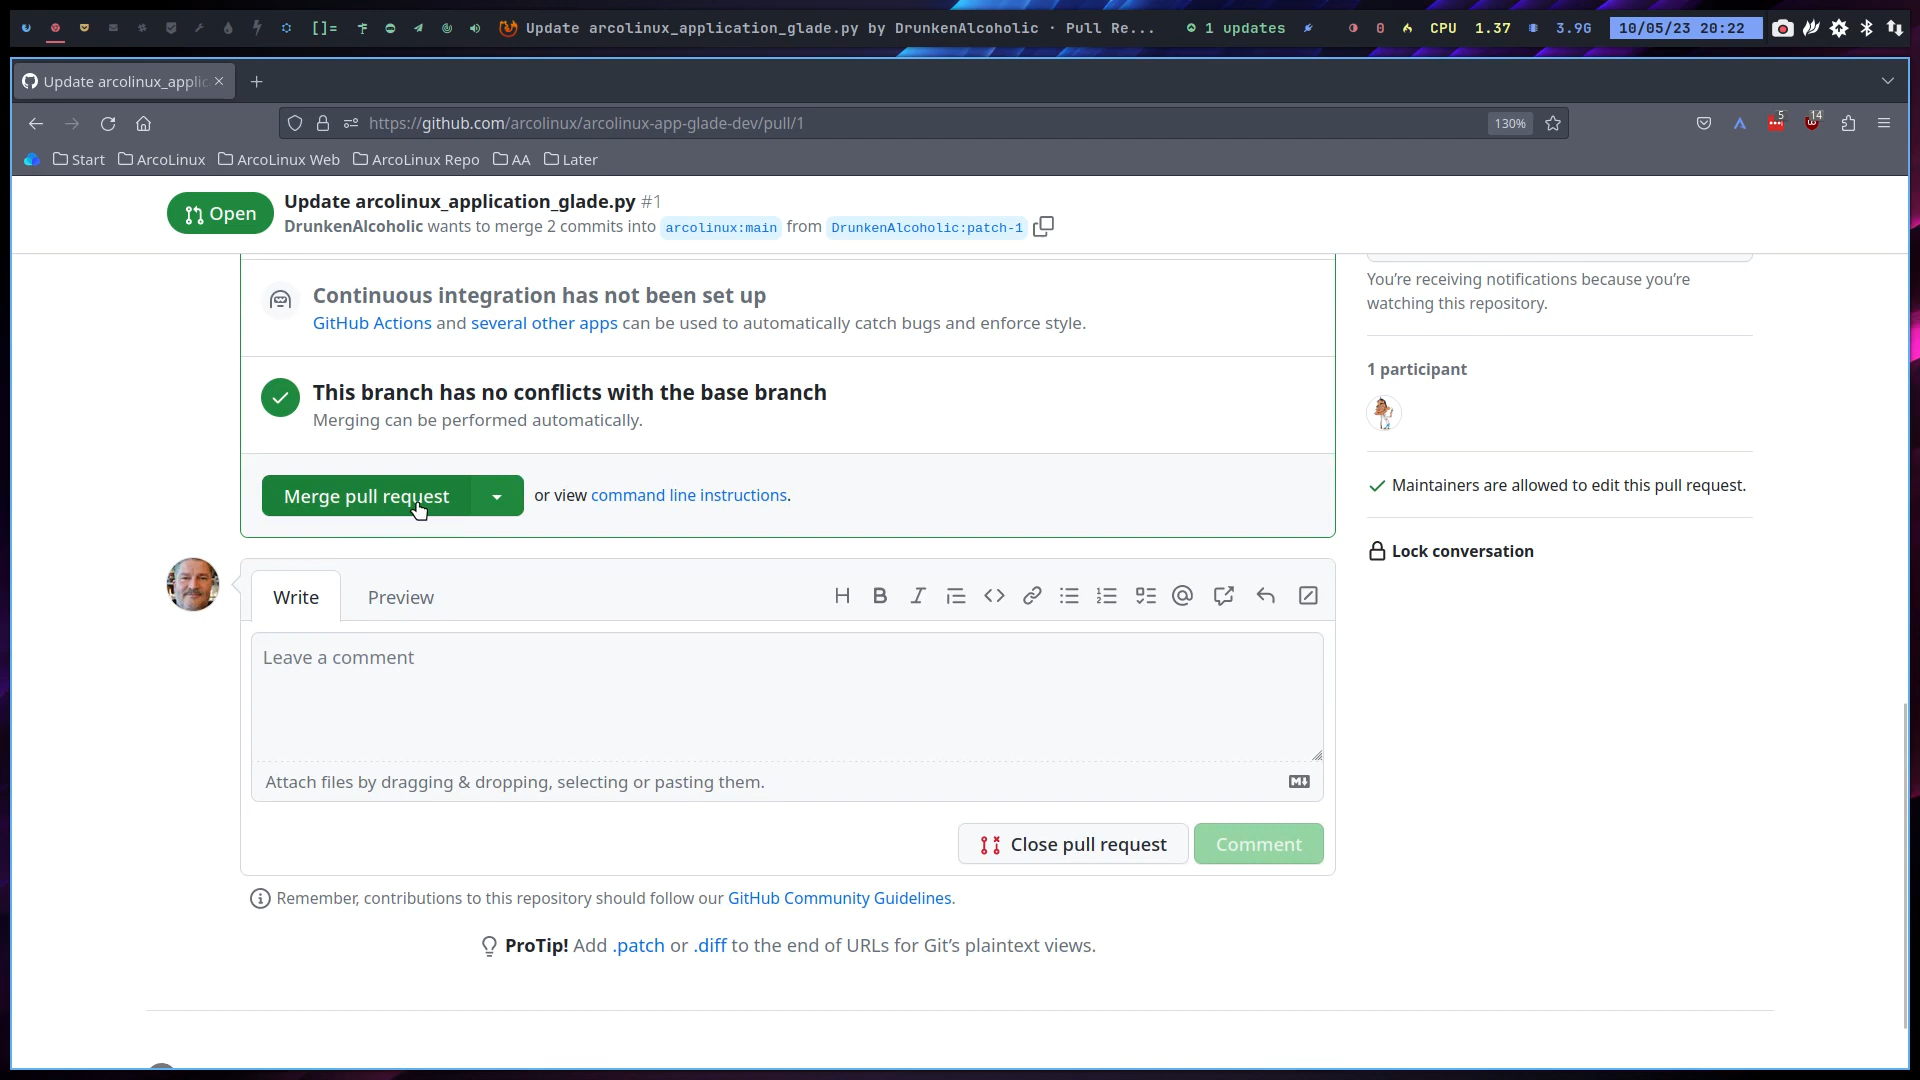 []=
Update arcolinux_application_glade.py by DrunkenAlcoholic · Pull Re...
1 updates
0
CPU 1.37
3.9G
10/05/23 20:22
Update arcolinux_applic
https://github.com/arcolinux/arcolinux-app-glade-dev/pull/1
130%
5
14
Start
ArcoLinux
ArcoLinux Web
ArcoLinux Repo
AA
Later
Open
Update arcolinux_application_glade.py #1
DrunkenAlcoholic wants to merge 2 commits into arcolinux:main from DrunkenAlcoholic:patch-1
Continuous integration has not been set up
GitHub Actions and several other apps can be used to automatically catch bugs and enforce style.
This branch has no conflicts with the base branch
Merging can be performed automatically.
Merge pull request
or view command line instructions.
You're receiving notifications because you're
watching this repository.
1 participant
Maintainers are allowed to edit this pull request.
Lock conversation
Write
Preview
Leave a comment
Attach files by dragging & dropping, selecting or pasting them.
Close pull request
Comment
Remember, contributions to this repository should follow our GitHub Community Guidelines.
ProTip! Add .patch or .diff to the end of URLs for Git's plaintext views.